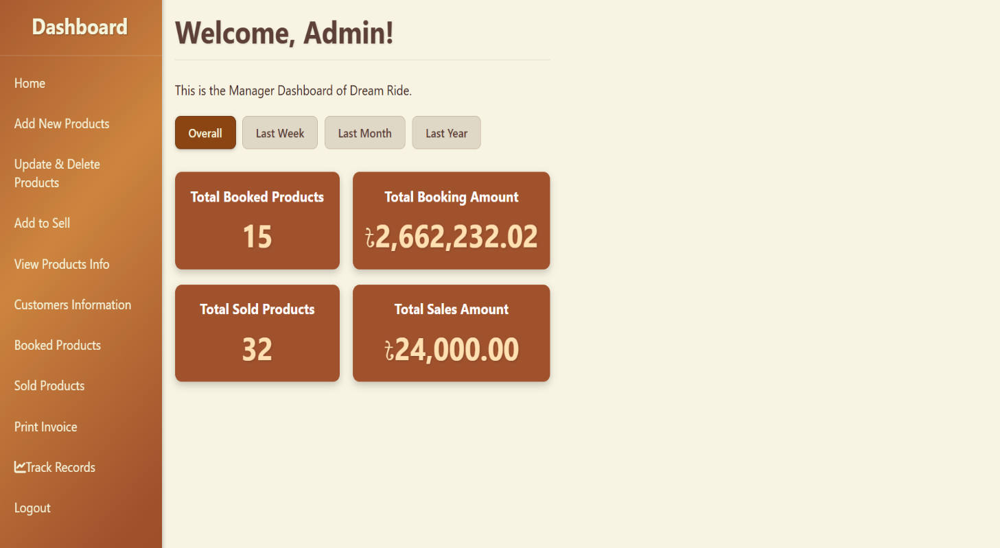 Dashboard
Home
Add New Products
Update & Delete
Products
Add to Sell
View Products Info
Customers Information
Booked Products
Sold Products
Print Invoice
Track Records
Logout
Welcome, Admin!
This is the Manager Dashboard of Dream Ride.
Overall Last Week Last Month Last Year
Total Booked Products
15
Total Booking Amount
৳2,662,232.02
Total Sold Products
32
Total Sales Amount
৳24,000.00